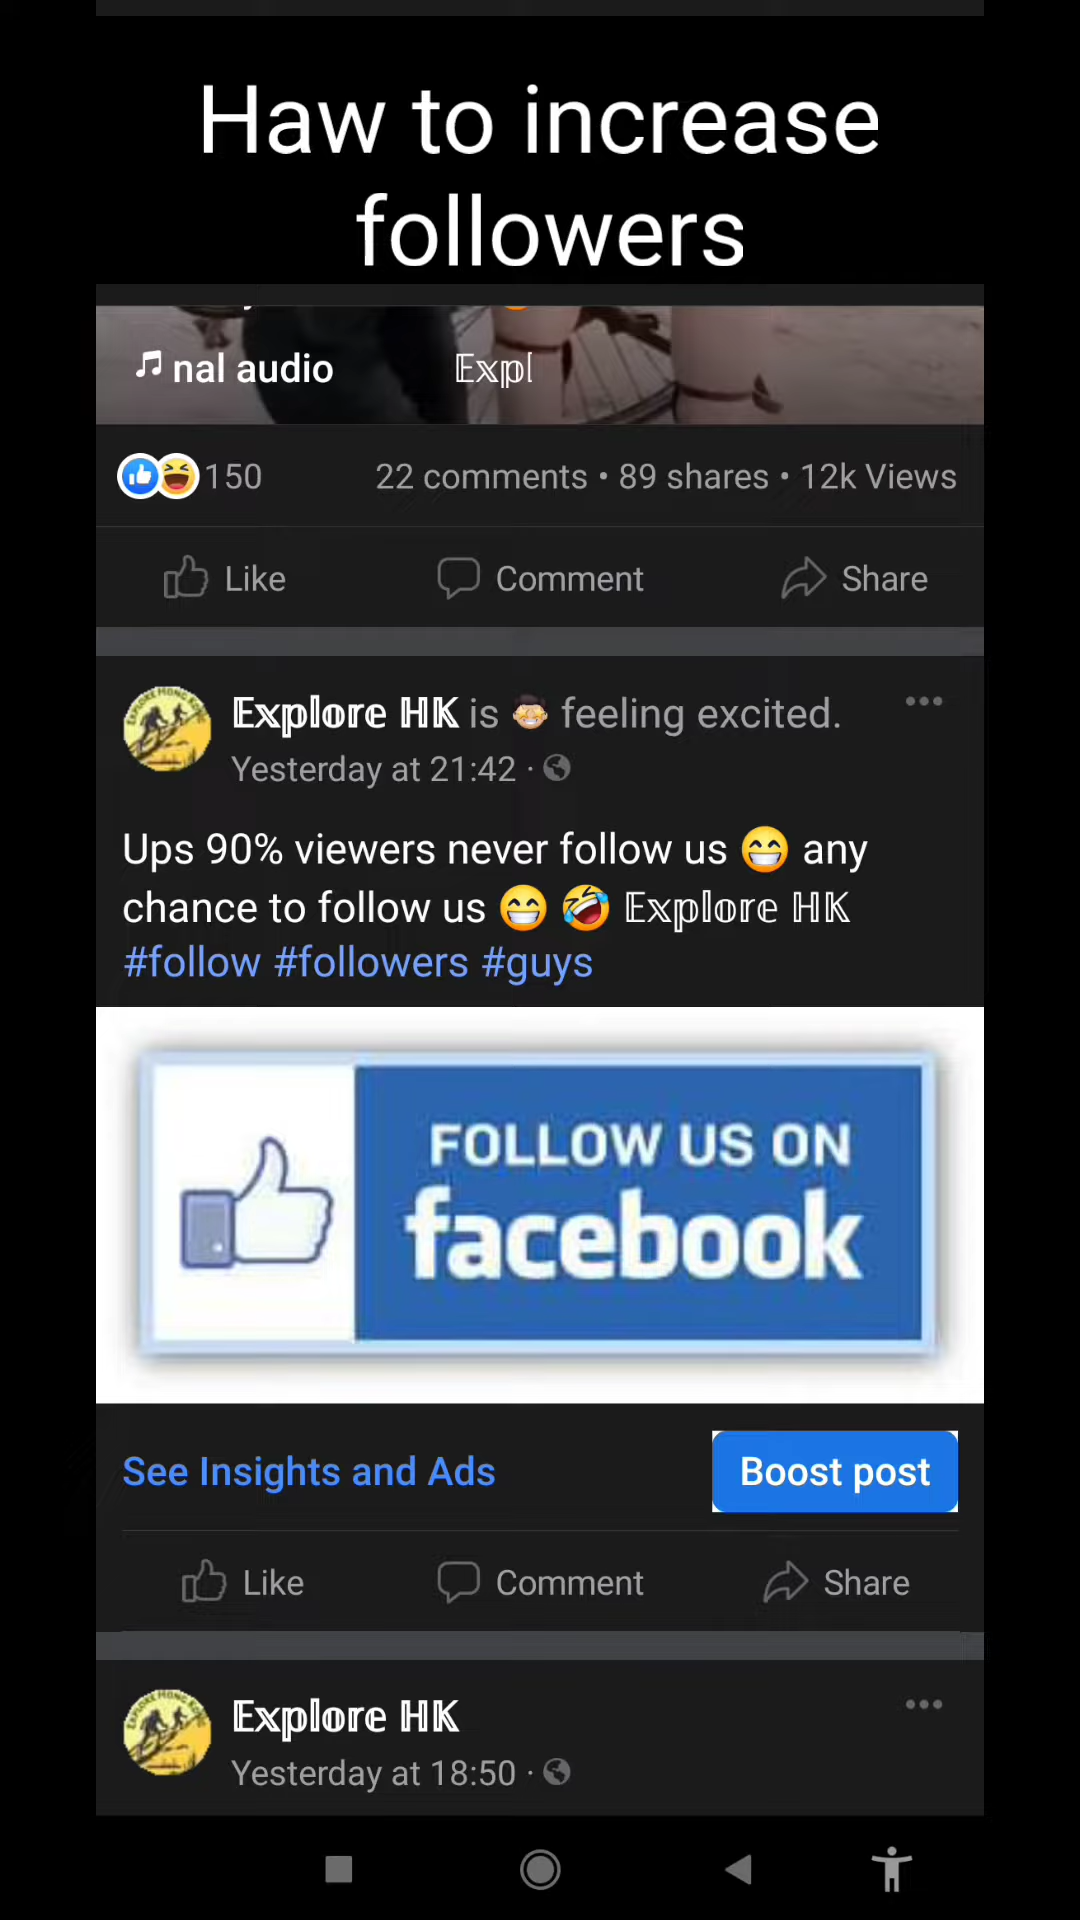 Haw to increase
followers
nal audio 𝔼𝕩𝕡𝕝
150 22 comments • 89 shares • 12k Views
Like Comment Share
𝔼𝕩𝕡𝕝𝕠𝕣𝕖 ℍ𝕂 is feeling excited.
Yesterday at 21:42 ·
Ups 90% viewers never follow us 😁 any
chance to follow us 😁 🤣 𝔼𝕩𝕡𝕝𝕠𝕣𝕖 ℍ𝕂
#follow #followers #guys
FOLLOW US ON
facebook
See Insights and Ads Boost post
Like Comment Share
EXPLORE HONG KONG
𝔼𝕩𝕡𝕝𝕠𝕣𝕖 ℍ𝕂
Yesterday at 18:50 ·